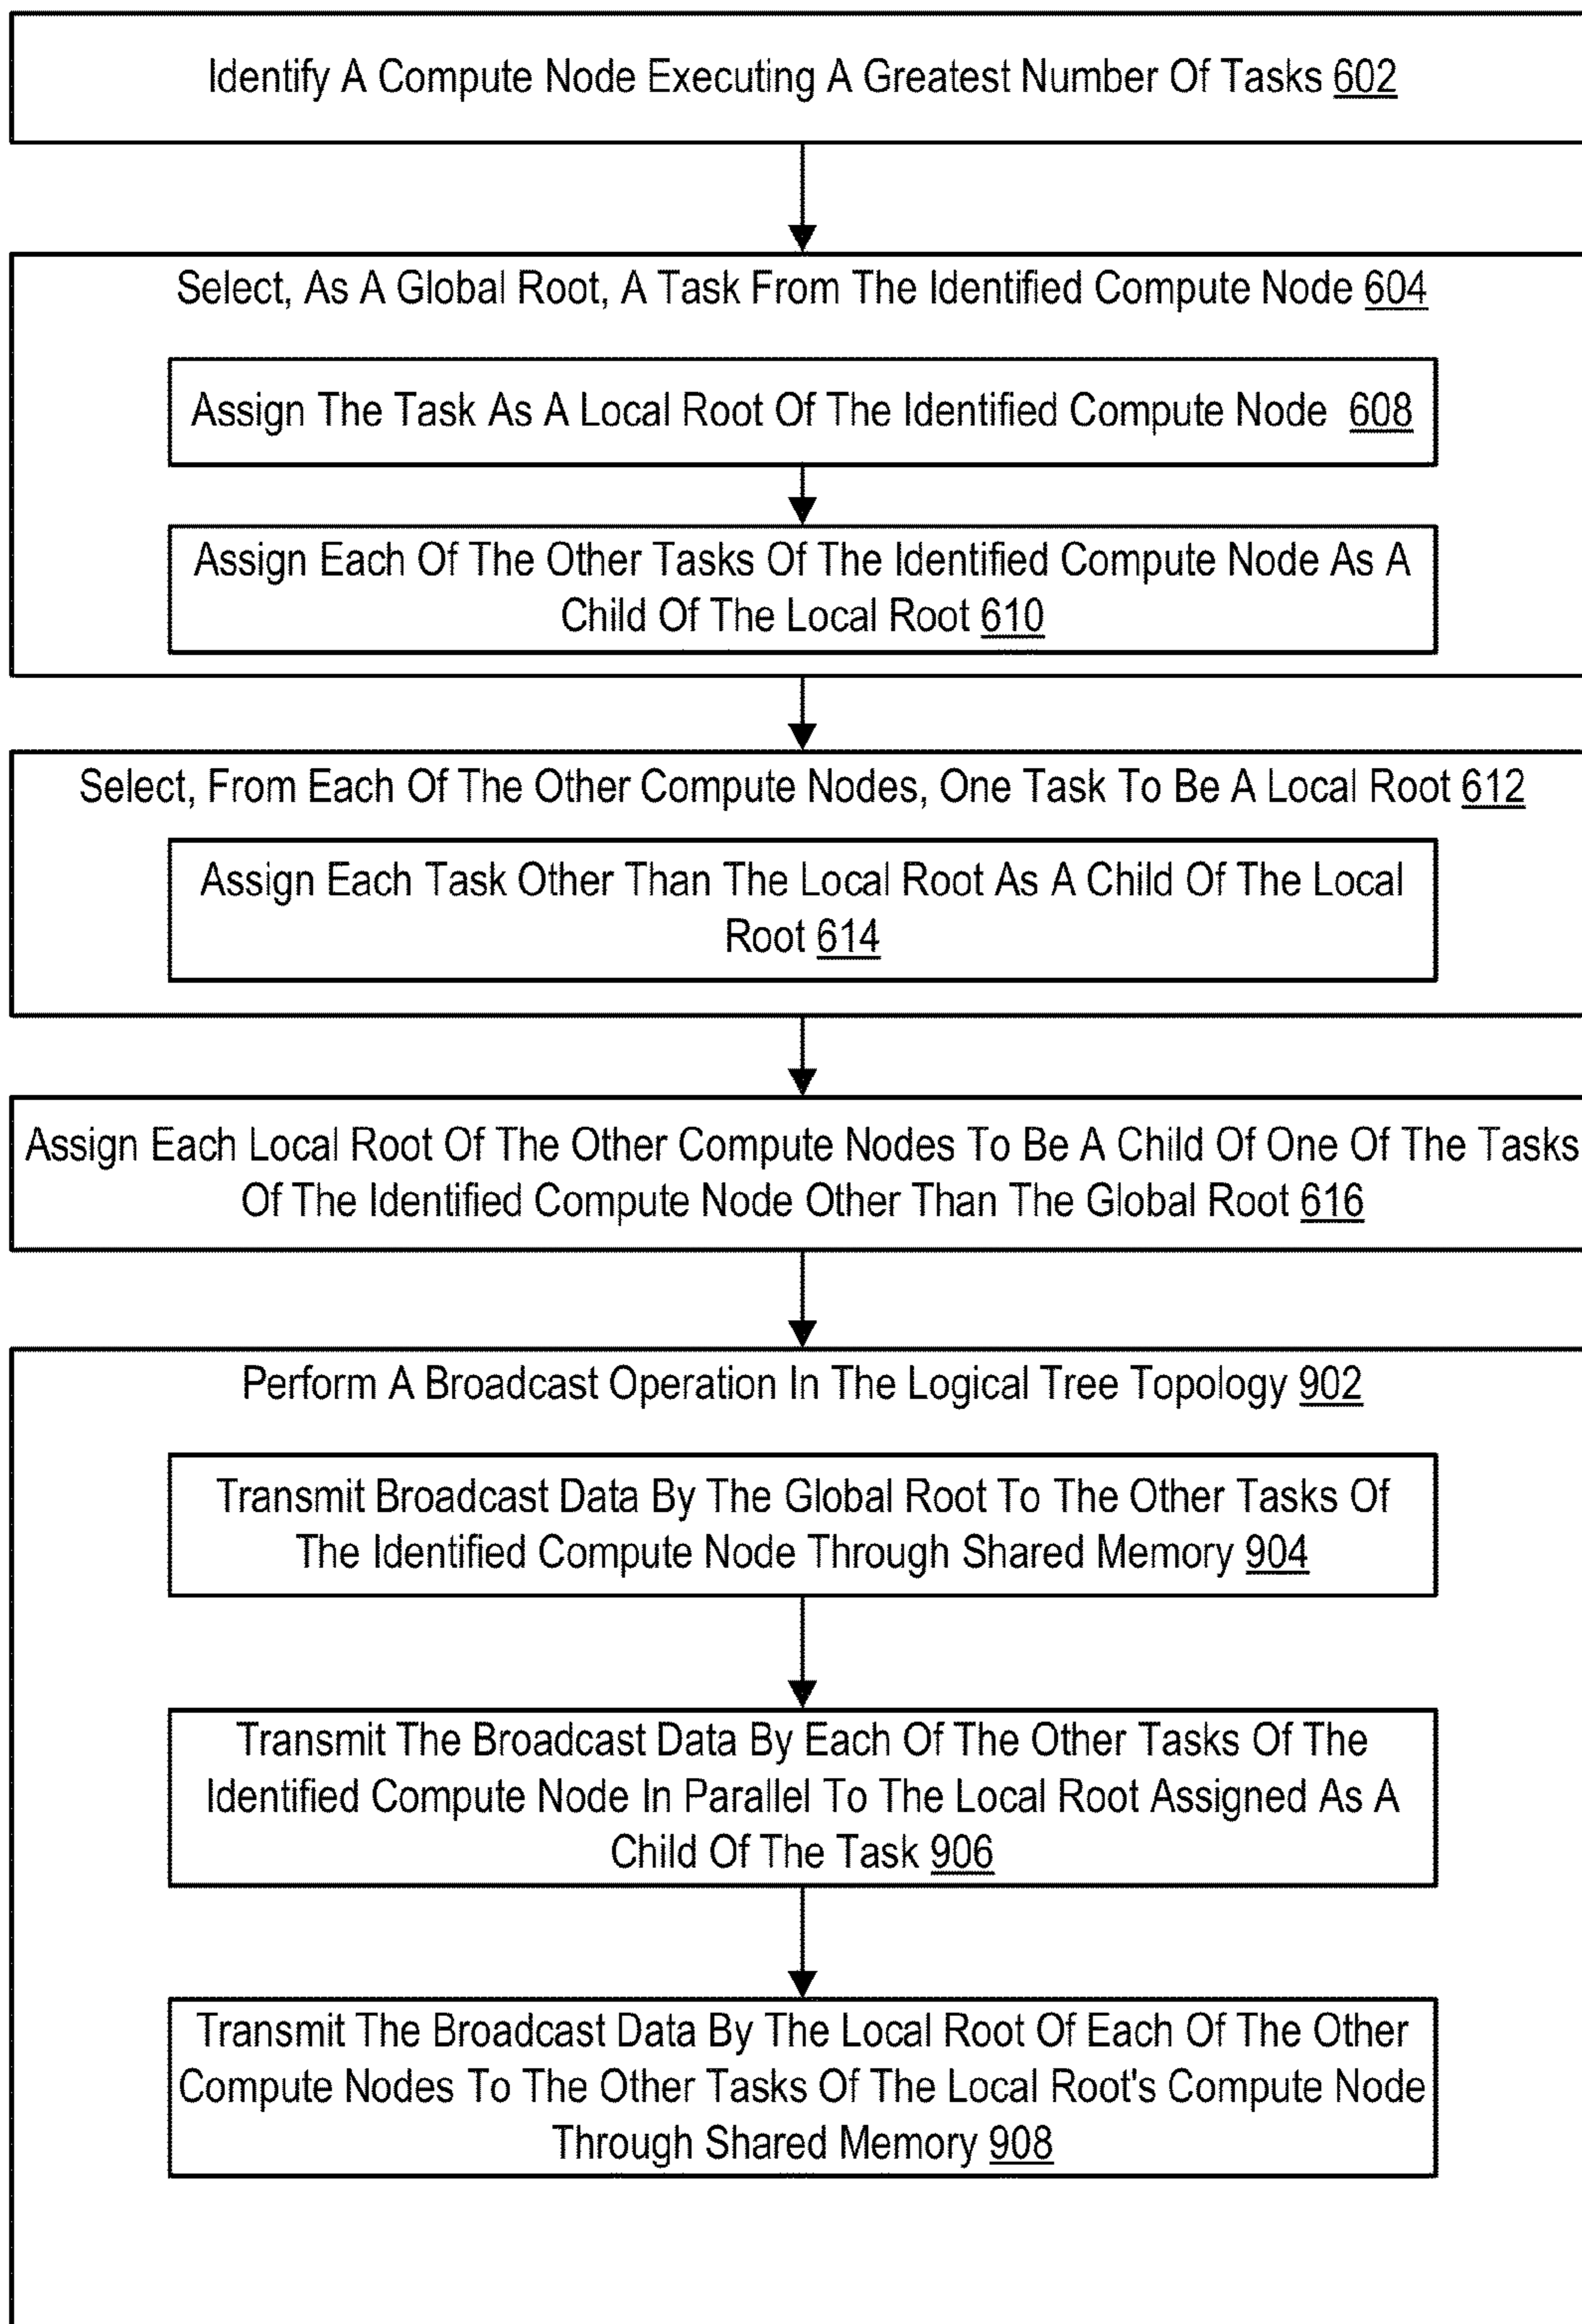 Identify A Compute Node Executing A Greatest Number Of Tasks 602
Select, As A Global Root, A Task From The Identified Compute Node 604
Assign The Task As A Local Root Of The Identified Compute Node 608
Assign Each Of The Other Tasks Of The Identified Compute Node As A
Child Of The Local Root 610
Select, From Each Of The Other Compute Nodes, One Task To Be A Local Root 612
Assign Each Task Other Than The Local Root As A Child Of The Local
Root 614
Assign Each Local Root Of The Other Compute Nodes To Be A Child Of One Of The Tasks
Of The Identified Compute Node Other Than The Global Root 616
Perform A Broadcast Operation In The Logical Tree Topology 902
Transmit Broadcast Data By The Global Root To The Other Tasks Of
The Identified Compute Node Through Shared Memory 904
Transmit The Broadcast Data By Each Of The Other Tasks Of The
Identified Compute Node In Parallel To The Local Root Assigned As A
Child Of The Task 906
Transmit The Broadcast Data By The Local Root Of Each Of The Other
Compute Nodes To The Other Tasks Of The Local Root's Compute Node
Through Shared Memory 908